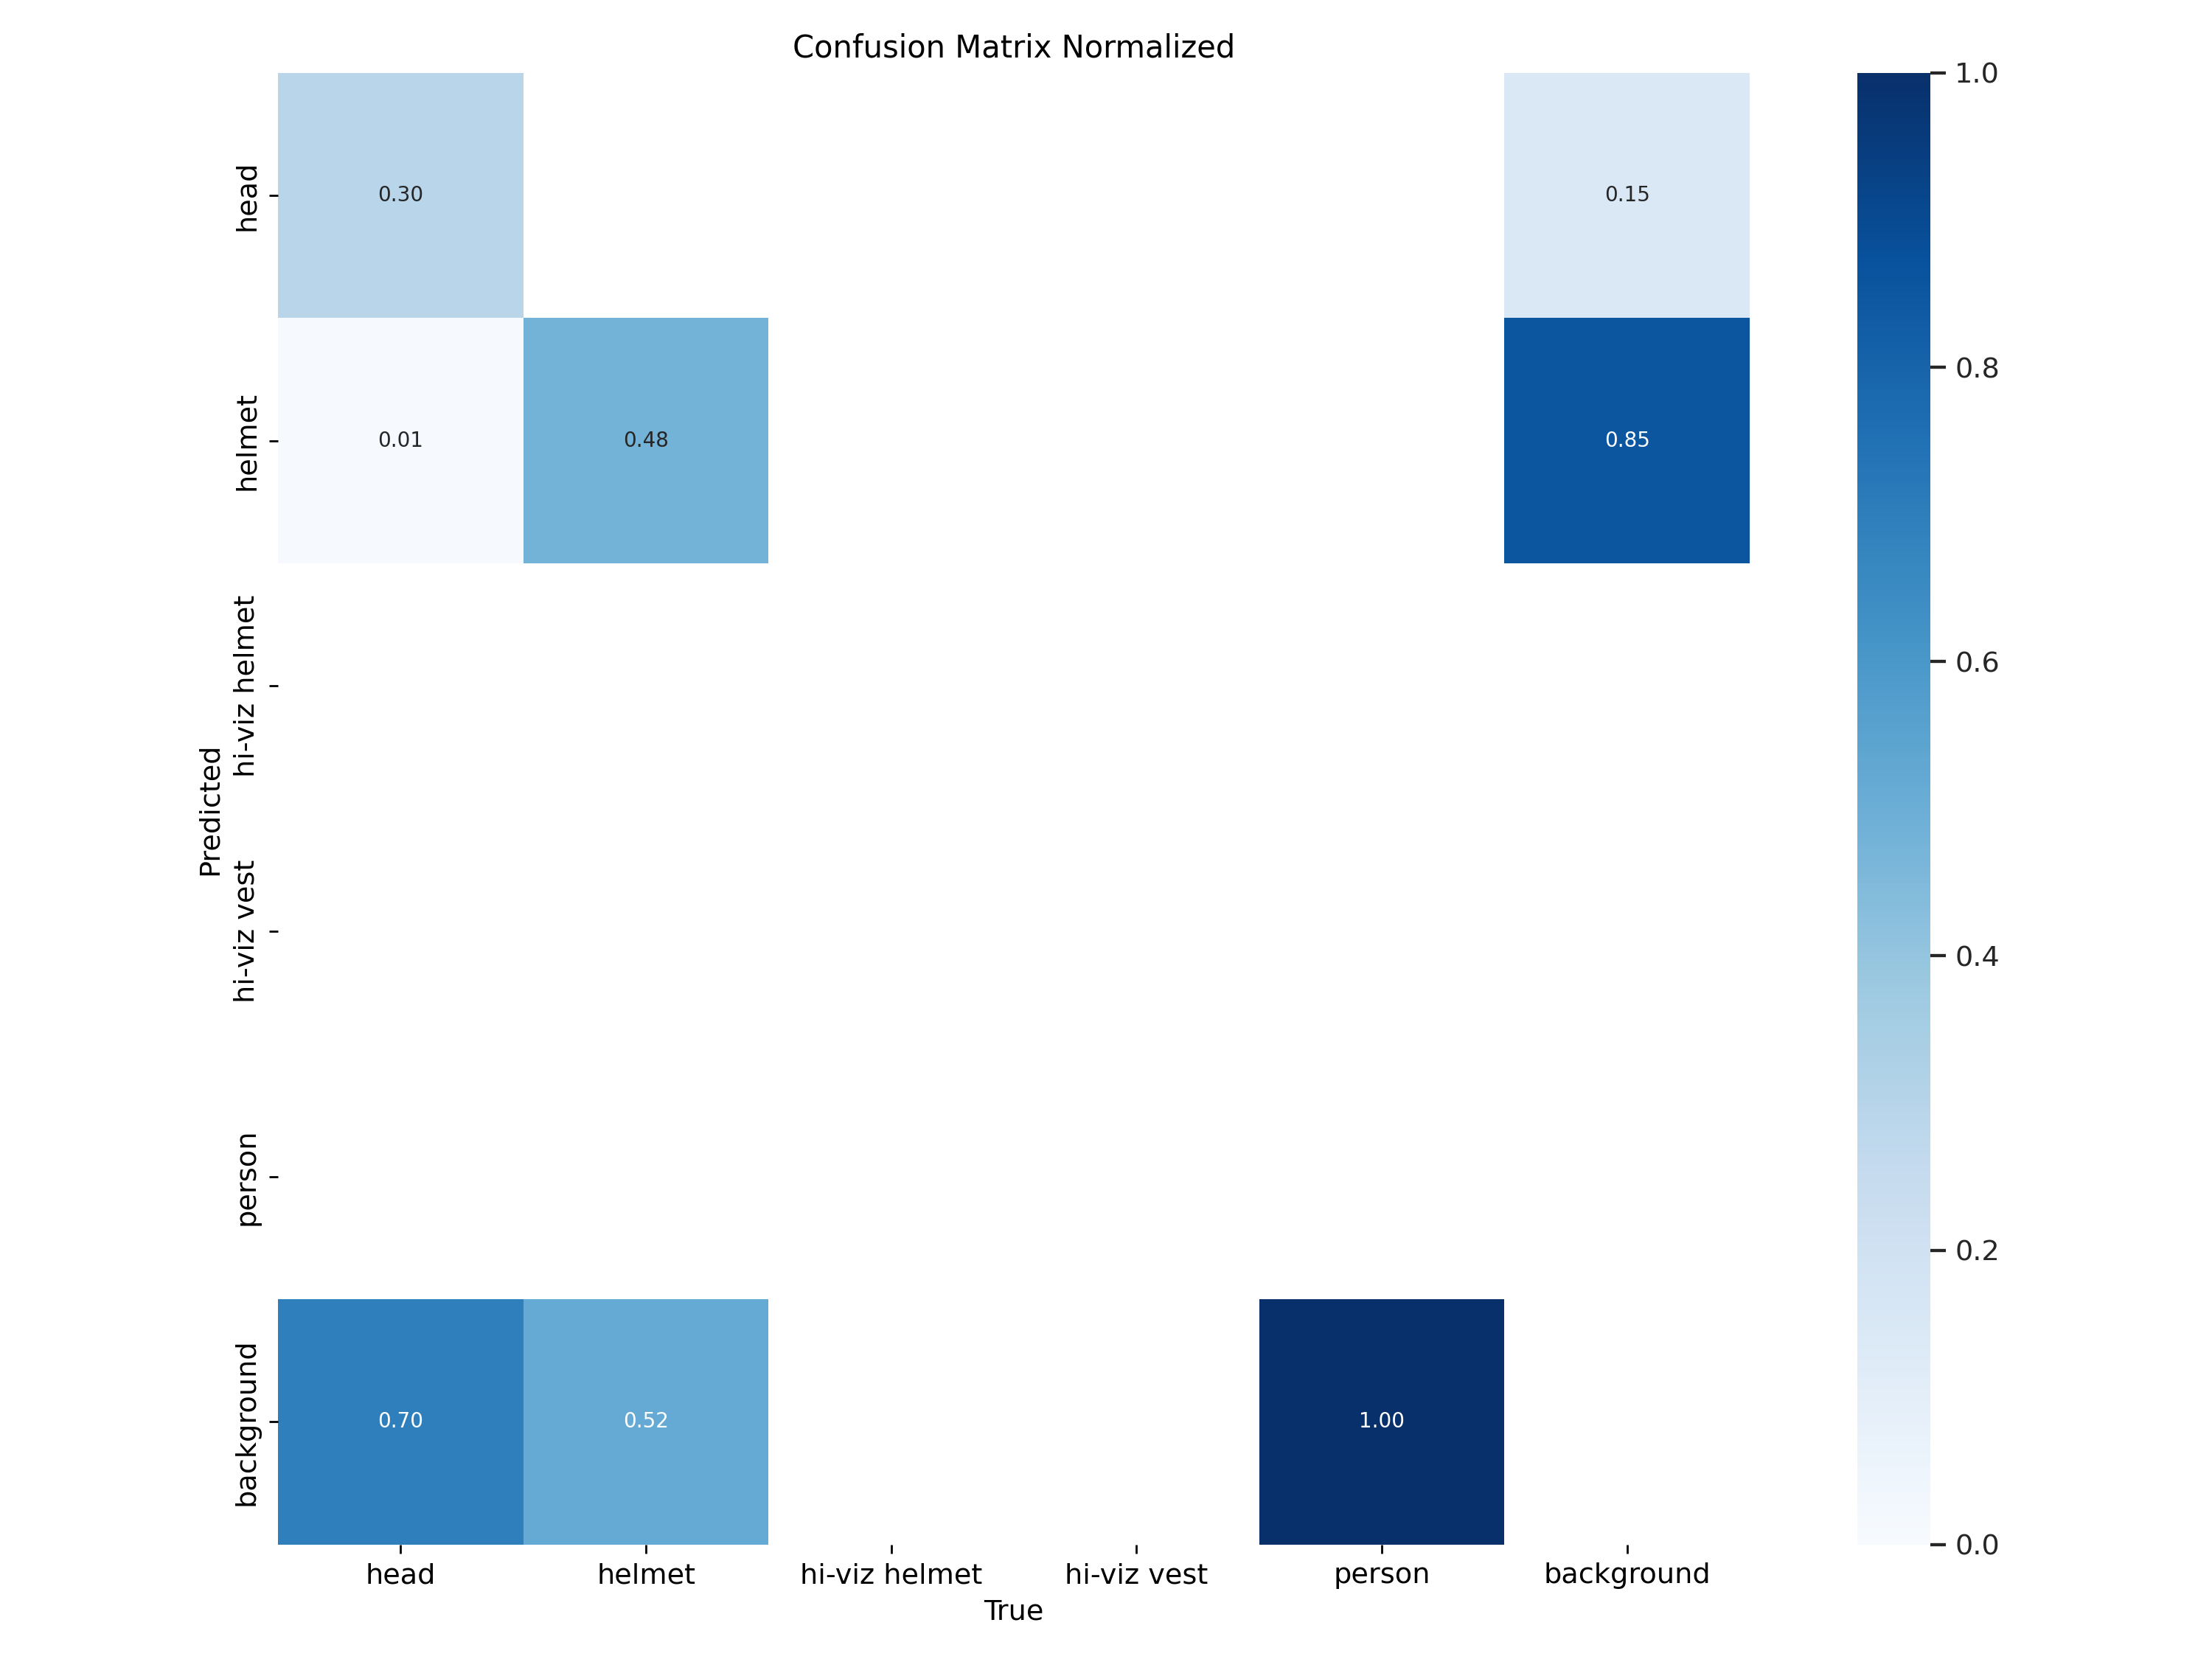 Confusion Matrix Normalized
head
0.30
0.15
helmet
0.01
0.48
0.85
hi-viz helmet
hi-viz vest
person
background
0.70
0.52
1.00
Predicted
head
helmet
hi-viz helmet
hi-viz vest
person
background
True
1.0
0.8
0.6
0.4
0.2
0.0